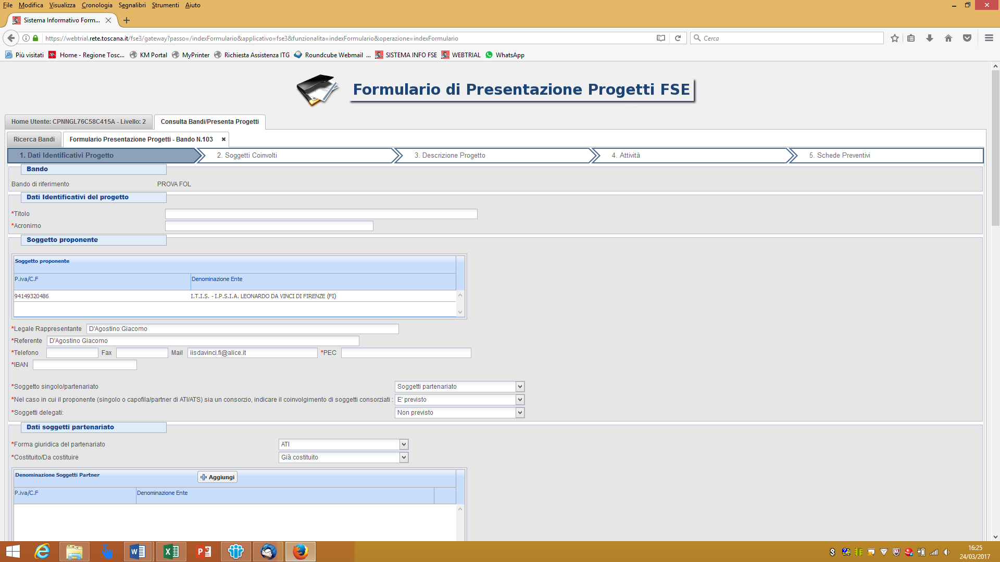 File Modifica Visualizza Cronologia Segnalibri Strumenti Aiuto
Sistema Informativo Form...
https://webtrial.rete.toscana.it/fse3/gateway?passo=/indexFormulario&applicativo=fse3&funzionalita=indexFormulario&operazione=indexFormulario
Cerca
Più visitati Home - Regione Tosc... KM Portal MyPrinter Richiesta Assistenza ITG Roundcube Webmail ... SISTEMA INFO FSE WEBTRIAL WhatsApp
Formulario di Presentazione Progetti FSE
Home Utente: CPNNGL76C58C415A - Livello: 2 Consulta Bandi/Presenta Progetti
Ricerca Bandi Formulario Presentazione Progetti - Bando N.103
1. Dati Identificativi Progetto 2. Soggetti Coinvolti 3. Descrizione Progetto 4. Attività 5. Schede Preventivi
Bando
Bando di riferimento PROVA FOL
Dati Identificativi del progetto
*Titolo
*Acronimo
Soggetto proponente
Soggetto proponente
P.iva/C.F Denominazione Ente
94149320486 I.T.I.S. - I.P.S.I.A. LEONARDO DA VINCI DI FIRENZE (FI)
*Legale Rappresentante D'Agostino Giacomo
*Referente D'Agostino Giacomo
*Telefono Fax Mail iisdavinci.fi@alice.it *PEC
*IBAN
*Soggetto singolo/partenariato Soggetti partenariato
*Nel caso in cui il proponente (singolo o capofila/partner di ATI/ATS) sia un consorzio, indicare il coinvolgimento di soggetti consorziati : E' previsto
*Soggetti delegati: Non previsto
Dati soggetti partenariato
*Forma giuridica del partenariato ATI
*Costituito/Da costituire Già costituito
Denominazione Soggetti Partner Aggiungi
P.iva/C.F Denominazione Ente
16:25
24/03/2017